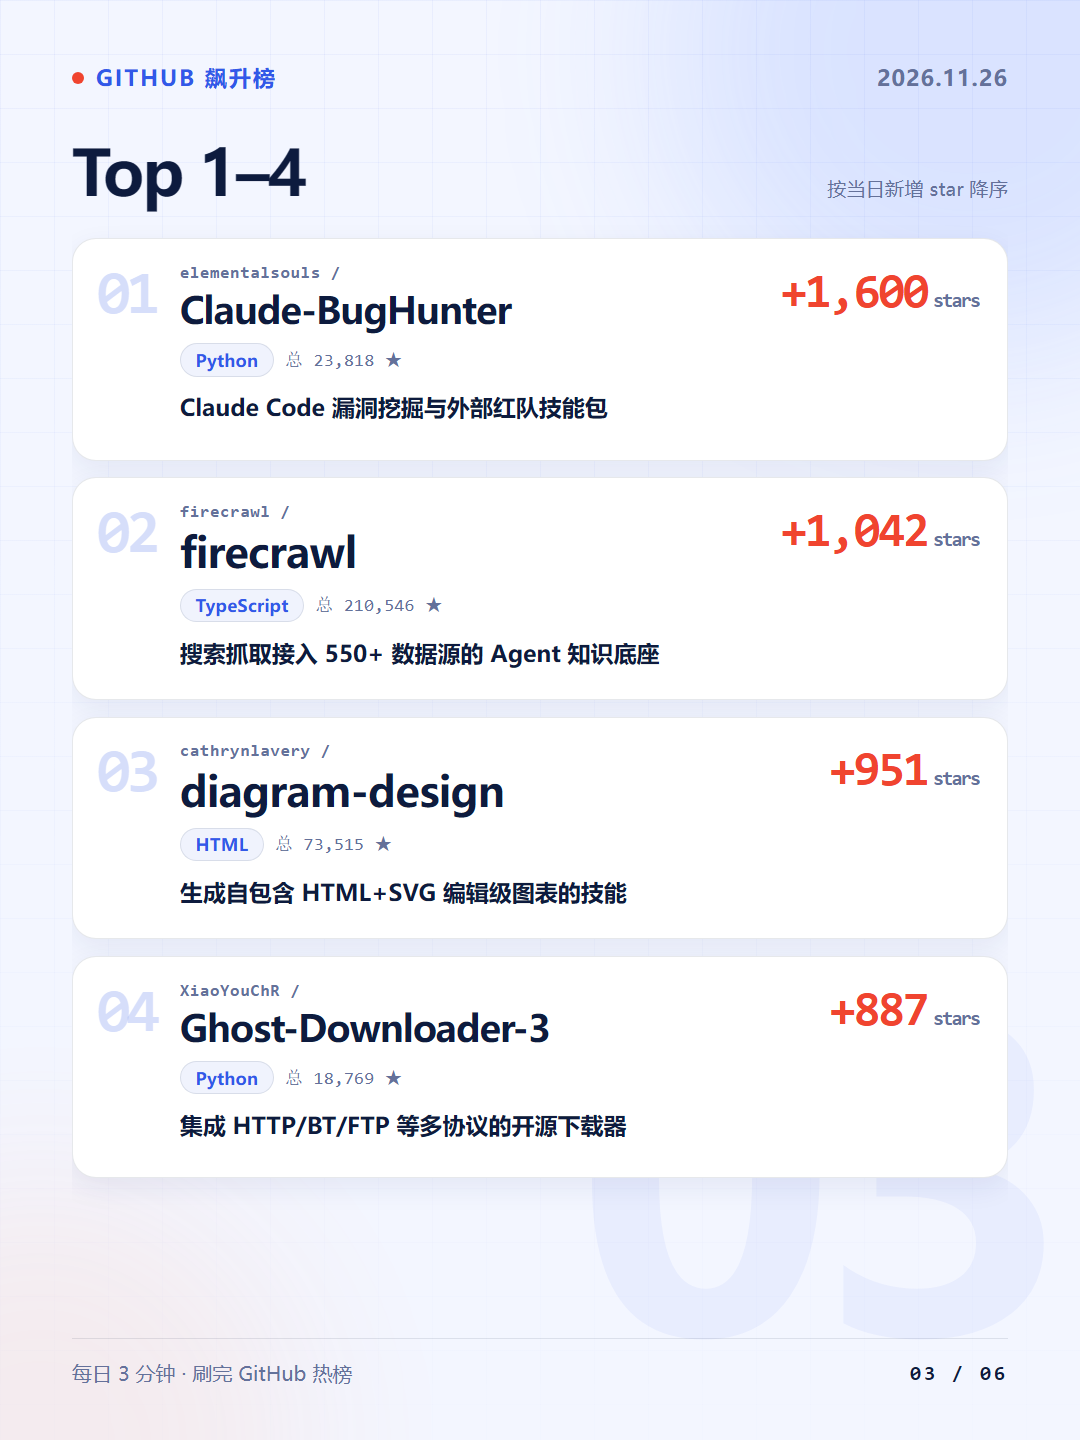 GITHUB 飙升榜
2026.11.26
Top 1–4
按当日新增 star 降序
01
elementalsouls /
Claude-BugHunter
+1,600 stars
Python 总 23,818 ★
Claude Code 漏洞挖掘与外部红队技能包
02
firecrawl /
firecrawl
+1,042 stars
TypeScript 总 210,546 ★
搜索抓取接入 550+ 数据源的 Agent 知识底座
03
cathrynlavery /
diagram-design
+951 stars
HTML 总 73,515 ★
生成自包含 HTML+SVG 编辑级图表的技能
04
XiaoYouChR /
Ghost-Downloader-3
+887 stars
Python 总 18,769 ★
集成 HTTP/BT/FTP 等多协议的开源下载器
03
每日 3 分钟 · 刷完 GitHub 热榜
03 / 06